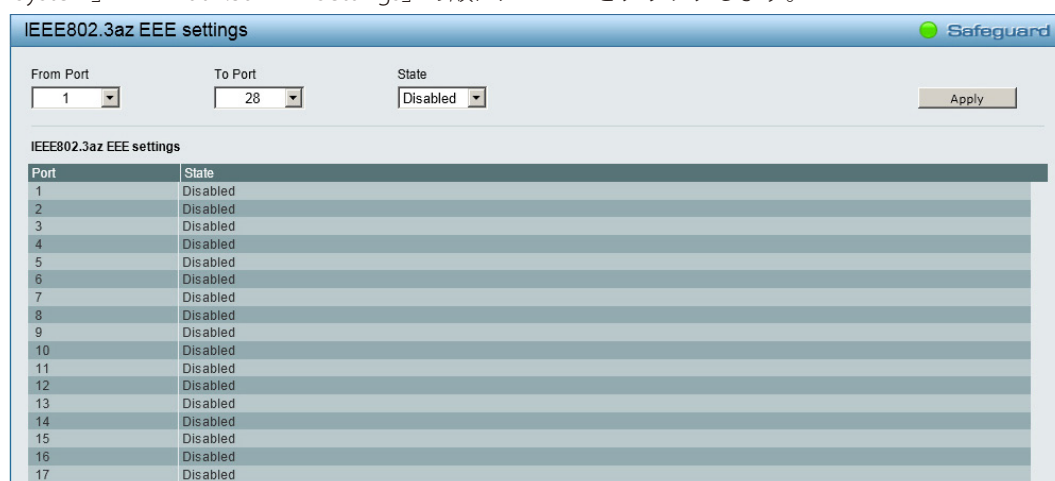 IEEE802.3az EEE settings
Safeguard
From Port
To Port
State
1
28
Disabled
Apply
IEEE802.3az EEE settings
Port State
1 Disabled
2 Disabled
3 Disabled
4 Disabled
5 Disabled
6 Disabled
7 Disabled
8 Disabled
9 Disabled
10 Disabled
11 Disabled
12 Disabled
13 Disabled
14 Disabled
15 Disabled
16 Disabled
17 Disabled